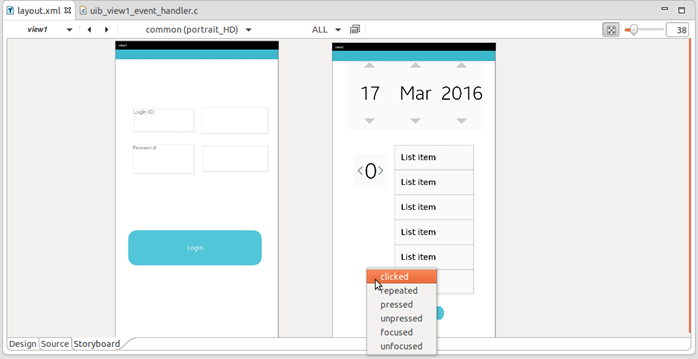 layout.xml uib_view1_event_handler.c
view1 common (portrait_HD) ALL 38
view1
Login ID:
Password
Login
view2
17 Mar 2016
0
List item
List item
List item
List item
List item
clicked
repeated
pressed
unpressed
focused
unfocused
Design Source Storyboard